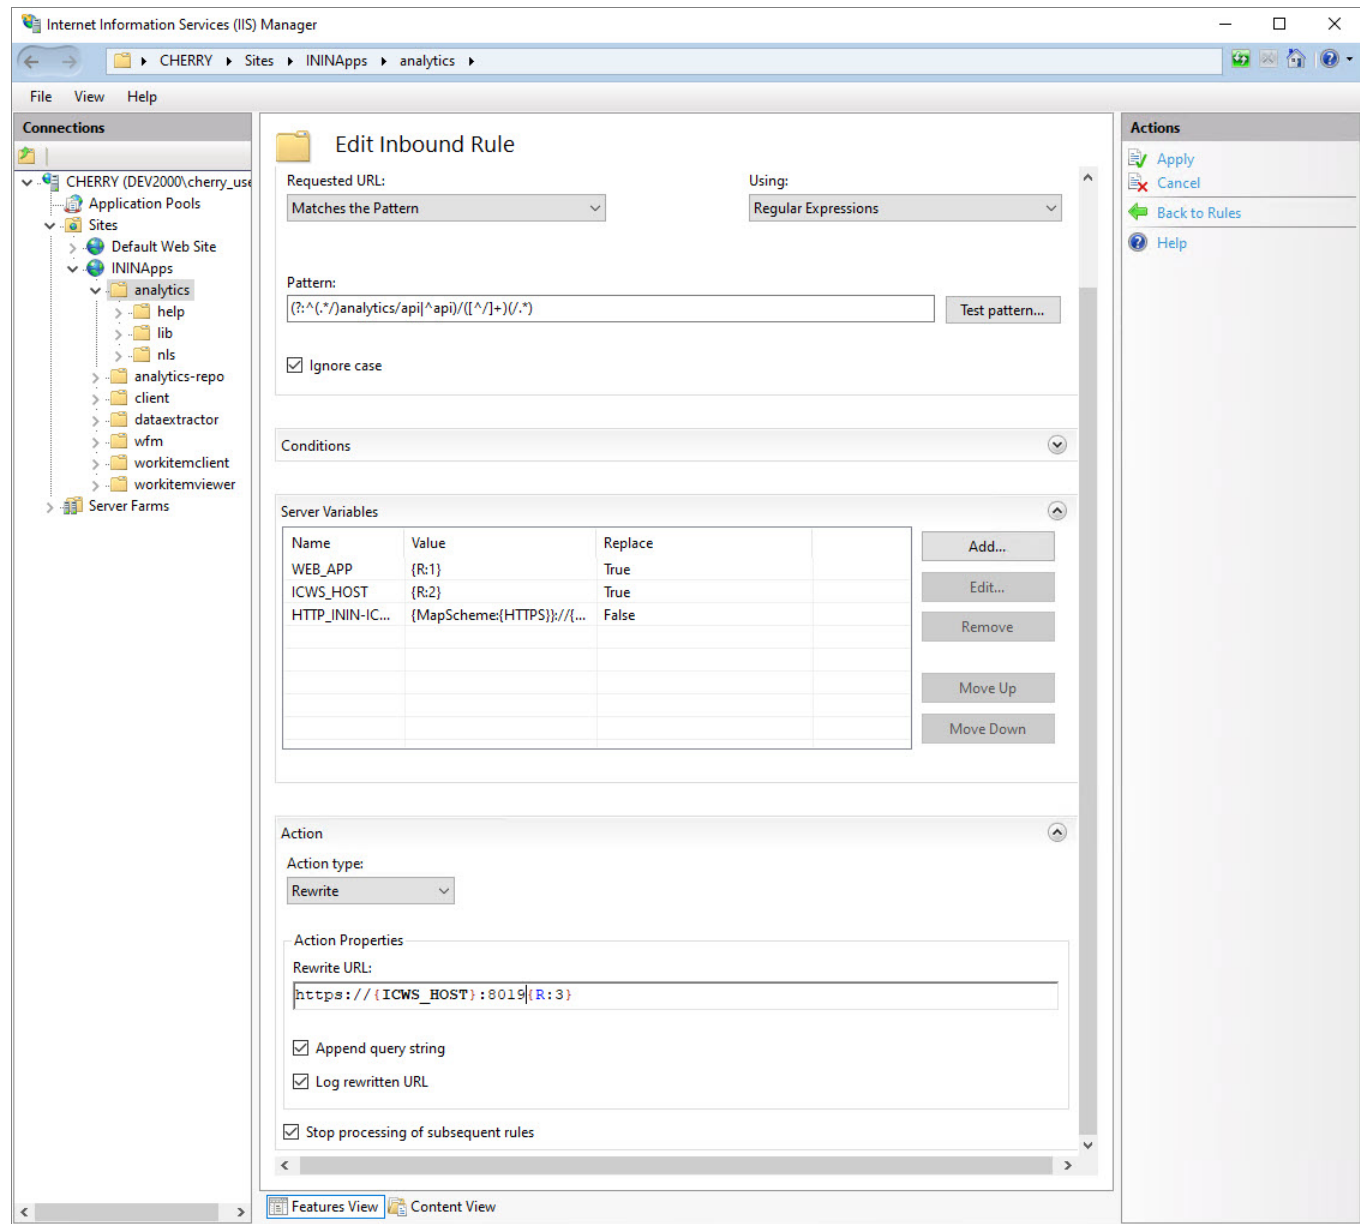 Internet Information Services (IIS) Manager
CHERRY Sites ININApps analytics
File View Help
Connections
CHERRY (DEV2000\cherry_use
Application Pools
Sites
Default Web Site
ININApps
analytics
help
lib
nls
analytics-repo
client
dataextractor
wfm
workitemclient
workitemviewer
Server Farms
Edit Inbound Rule
Requested URL: Using:
Matches the Pattern Regular Expressions
Pattern:
(?:^(.*/)analytics/api|^api)/([^/]+)(/.*) Test pattern...
Ignore case
Conditions
Server Variables
Name Value Replace
WEB_APP {R:1} True
ICWS_HOST {R:2} True
HTTP_ININ-IC... {MapScheme:{HTTPS}}://{... False
Add...
Edit...
Remove
Move Up
Move Down
Action
Action type:
Rewrite
Action Properties
Rewrite URL:
https://{ICWS_HOST}:8019{R:3}
Append query string
Log rewritten URL
Stop processing of subsequent rules
Features View Content View
Actions
Apply
Cancel
Back to Rules
Help